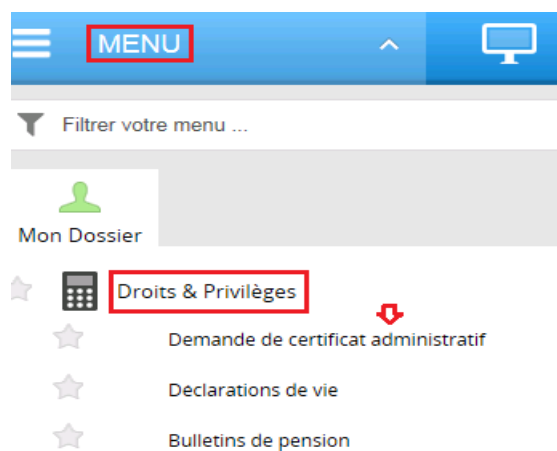 MENU
Filtrer votre menu ...
Mon Dossier
Droits & Privilèges
Demande de certificat administratif
Déclarations de vie
Bulletins de pension